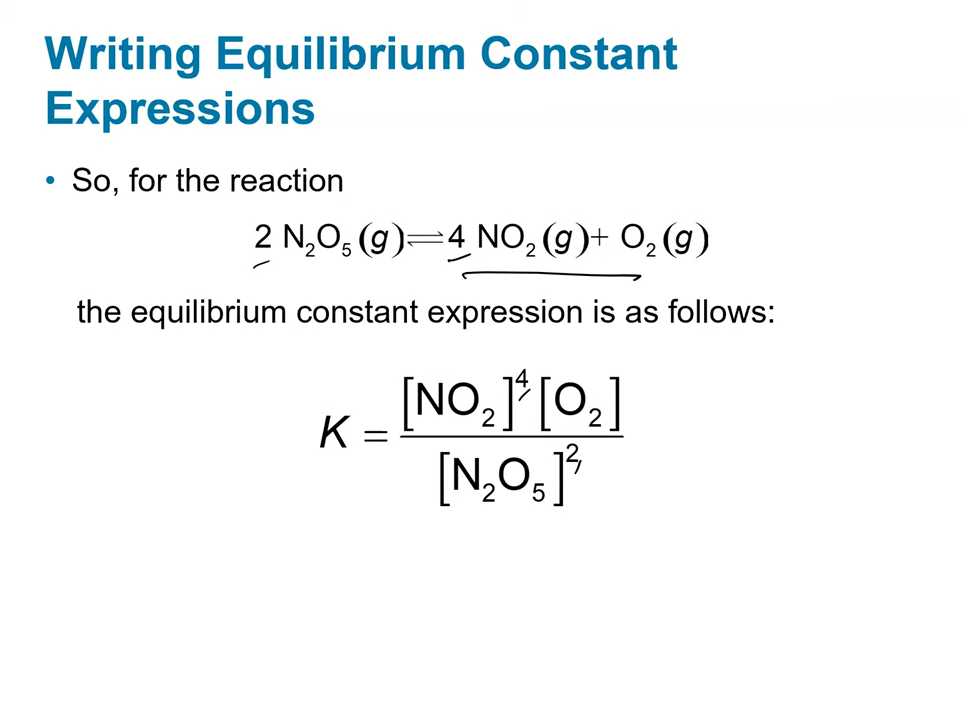 Writing Equilibrium Constant
Expressions
• So, for the reaction
2 N₂O₅(g)⇌4 NO₂(g)+ O₂(g)
the equilibrium constant expression is as follows:
K = [NO₂]⁴[O₂] / [N₂O₅]²